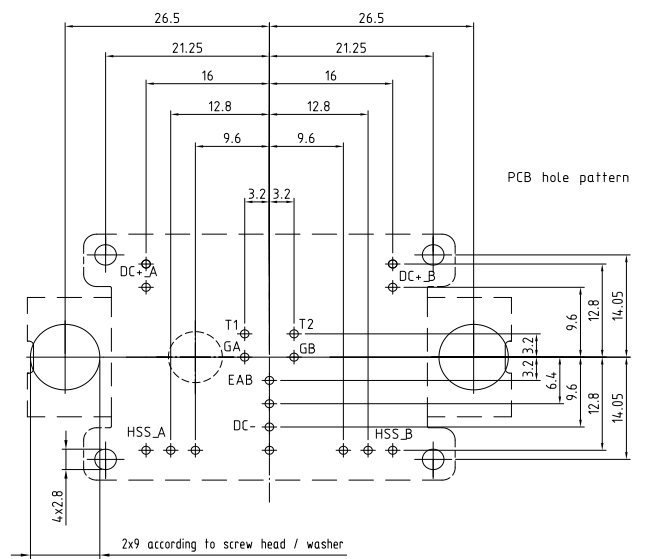 26.5 26.5
21.25 21.25
16 16
12.8 12.8
9.6 9.6
PCB hole pattern
3.2 3.2
DC+_A DC+_B
T1 T2
GA GB
EAB
DC-
HSS_A HSS_B
9.6
12.8
14.05
3.2
3.2
6.4
9.6
12.8
14.05
4x2.8
2x9 according to screw head / washer